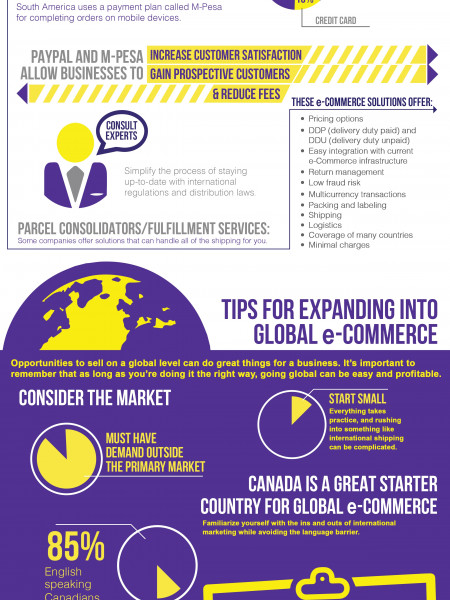 South America uses a payment plan called M-Pesa
for completing orders on mobile devices.
CREDIT CARD
PAYPAL AND M-PESA
ALLOW BUSINESSES TO
INCREASE CUSTOMER SATISFACTION
GAIN PROSPECTIVE CUSTOMERS
& REDUCE FEES
CONSULT
EXPERTS
Simplify the process of staying
up-to-date with international
regulations and distribution laws.
PARCEL CONSOLIDATORS/FULFILLMENT SERVICES:
Some companies offer solutions that can handle all of the shipping for you.
THESE e-COMMERCE SOLUTIONS OFFER:
• Pricing options
• DDP (delivery duty paid) and
DDU (delivery duty unpaid)
• Easy integration with current
e-Commerce infrastructure
• Return management
• Low fraud risk
• Multicurrency transactions
• Packing and labeling
• Shipping
• Logistics
• Coverage of many countries
• Minimal charges
TIPS FOR EXPANDING INTO
GLOBAL e-COMMERCE
Opportunities to sell on a global level can do great things for a business. It's important to
remember that as long as you're doing it the right way, going global can be easy and profitable.
CONSIDER THE MARKET
MUST HAVE
DEMAND OUTSIDE
THE PRIMARY MARKET
START SMALL
Everything takes
practice, and rushing
into something like
international shipping
can be complicated.
CANADA IS A GREAT STARTER
COUNTRY FOR GLOBAL e-COMMERCE
Familiarize yourself with the ins and outs of international
marketing while avoiding the language barrier.
85%
English
speaking
Canadians